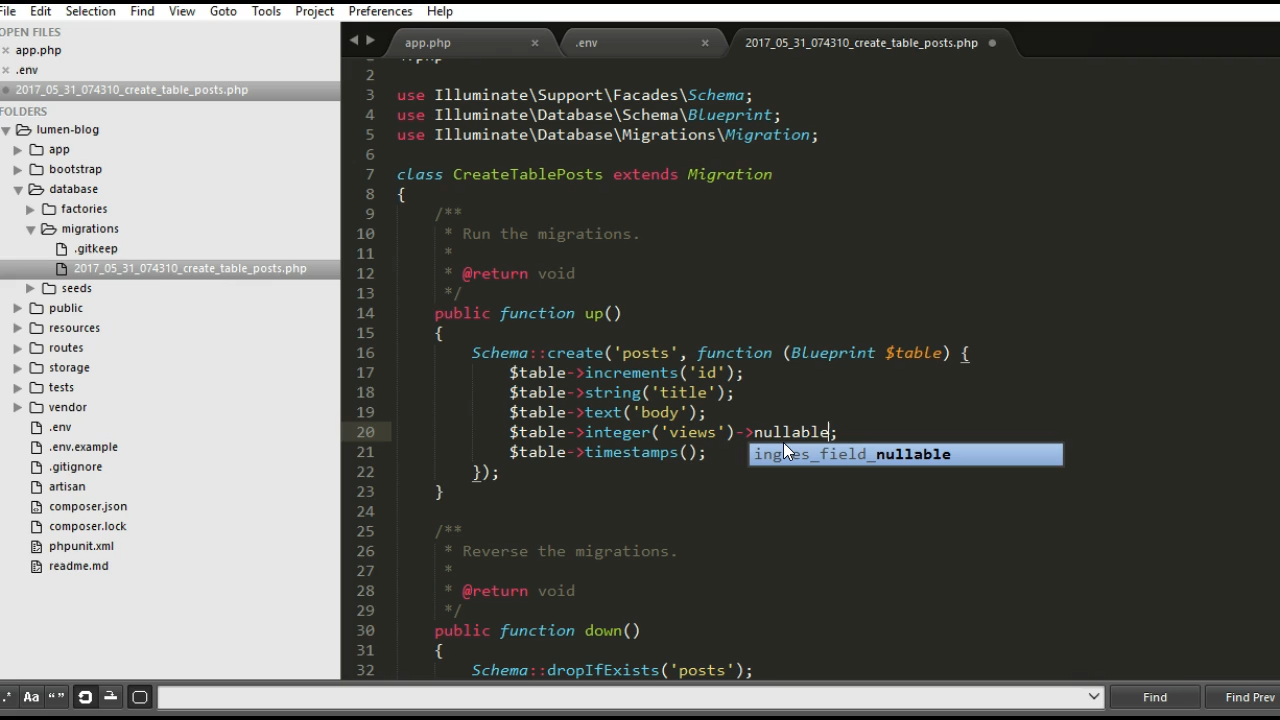 File Edit Selection Find View Goto Tools Project Preferences Help
OPEN FILES
app.php
.env
2017_05_31_074310_create_table_posts.php
FOLDERS
lumen-blog
app
bootstrap
database
factories
migrations
.gitkeep
2017_05_31_074310_create_table_posts.php
seeds
public
resources
routes
storage
tests
vendor
.env
.env.example
.gitignore
artisan
composer.json
composer.lock
phpunit.xml
readme.md
app.php .env 2017_05_31_074310_create_table_posts.php
2
3 use Illuminate\Support\Facades\Schema;
4 use Illuminate\Database\Schema\Blueprint;
5 use Illuminate\Database\Migrations\Migration;
6
7 class CreateTablePosts extends Migration
8 {
9 /**
10 * Run the migrations.
11 *
12 * @return void
13 */
14 public function up()
15 {
16 Schema::create('posts', function (Blueprint $table) {
17 $table->increments('id');
18 $table->string('title');
19 $table->text('body');
20 $table->integer('views')->nullable;
21 $table->timestamps();
ingres_field_nullable
22 });
23 }
24
25 /**
26 * Reverse the migrations.
27 *
28 * @return void
29 */
30 public function down()
31 {
32 Schema::dropIfExists('posts');
.* Aa “” Find Find Prev